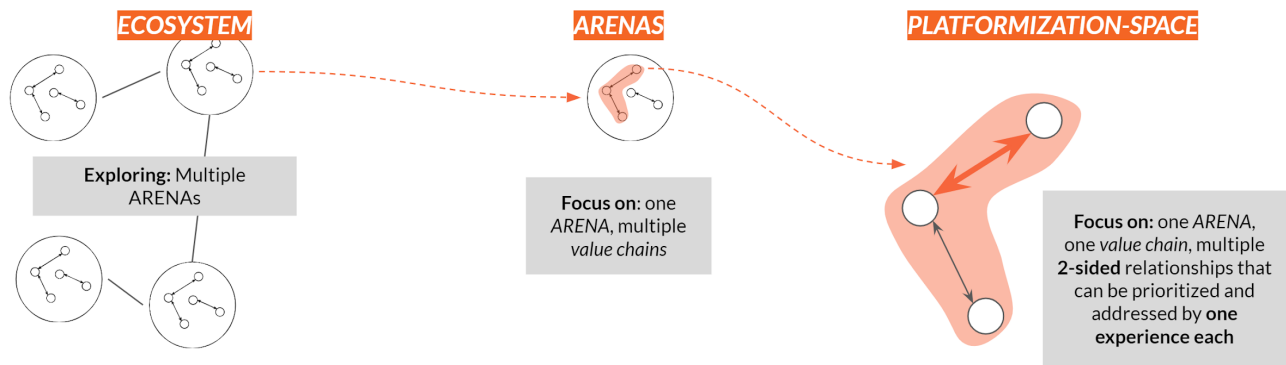 ECOSYSTEM
Exploring: Multiple
ARENAs
ARENAS
Focus on: one
ARENA, multiple
value chains
PLATFORMIZATION-SPACE
Focus on: one ARENA,
one value chain, multiple
2-sided relationships that
can be prioritized and
addressed by one
experience each